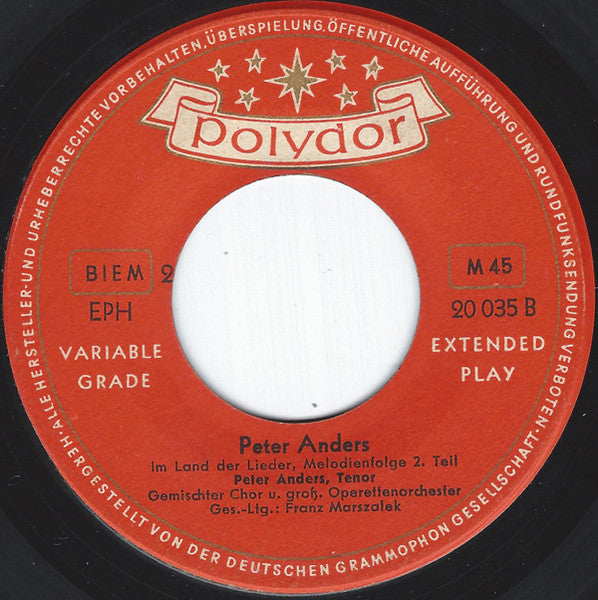 ALLE HERSTELLER- UND URHEBERRECHTE VORBEHALTEN, ÜBERSPIELUNG, ÖFFENTLICHE AUFFÜHRUNG UND RUNDFUNKSENDUNG VERBOTEN.
polydor
BIEM 2
M 45
EPH
20 035 B
VARIABLE
GRADE
EXTENDED
PLAY
Peter Anders
Im Land der Lieder, Melodienfolge 2. Teil
Peter Anders, Tenor
Gemischter Chor u. groß. Operettenorchester
Ges.-Ltg.: Franz Marszalek
HERGESTELLT VON DER DEUTSCHEN GRAMMOPHON GESELLSCHAFT